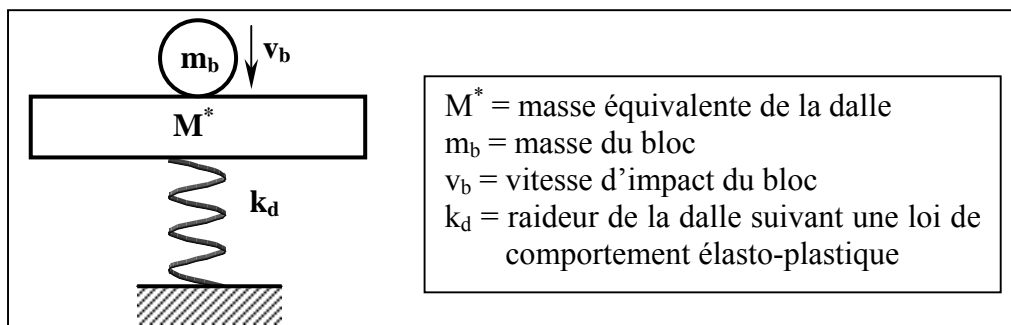 m_b
v_b
M*
k_d
M* = masse équivalente de la dalle
m_b = masse du bloc
v_b = vitesse d'impact du bloc
k_d = raideur de la dalle suivant une loi de
comportement élasto-plastique